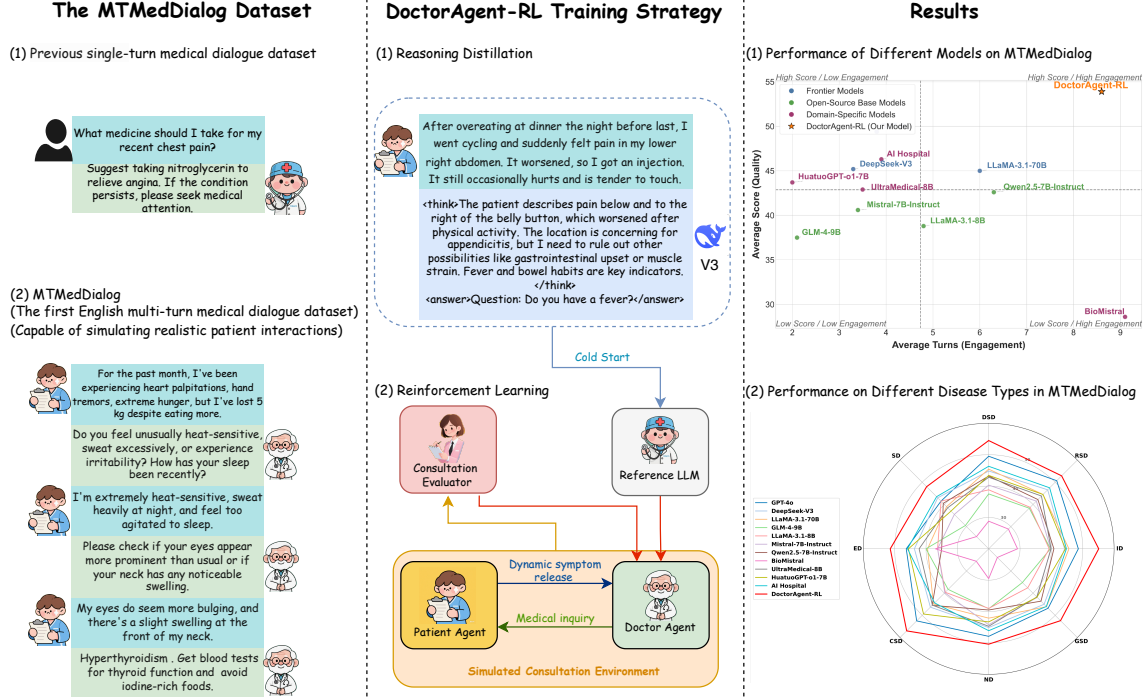 The MTMedDialog Dataset
(1) Previous single-turn medical dialogue dataset
What medicine should I take for my
recent chest pain?
Suggest taking nitroglycerin to
relieve angina. If the condition
persists, please seek medical
attention.
(2) MTMedDialog
(The first English multi-turn medical dialogue dataset)
(Capable of simulating realistic patient interactions)
For the past month, I've been
experiencing heart palpitations, hand
tremors, extreme hunger, but I've lost 5
kg despite eating more.
Do you feel unusually heat-sensitive,
sweat excessively, or experience
irritability? How has your sleep
been recently?
I'm extremely heat-sensitive, sweat
heavily at night, and feel too
agitated to sleep.
Please check if your eyes appear
more prominent than usual or if
your neck has any noticeable
swelling.
My eyes do seem more bulging, and
there's a slight swelling at the
front of my neck.
Hyperthyroidism . Get blood tests
for thyroid function and avoid
iodine-rich foods.
DoctorAgent-RL Training Strategy
(1) Reasoning Distillation
After overeating at dinner the night before last, I
went cycling and suddenly felt pain in my lower
right abdomen. It worsened, so I got an injection.
It still occasionally hurts and is tender to touch.
<think>The patient describes pain below and to the
right of the belly button, which worsened after
physical activity. The location is concerning for
appendicitis, but I need to rule out other
possibilities like gastrointestinal upset or muscle
strain. Fever and bowel habits are key indicators.
</think>
<answer>Question: Do you have a fever?</answer>
V3
Cold Start
(2) Reinforcement Learning
Consultation
Evaluator
Reference LLM
Patient Agent
Dynamic symptom
release
Medical inquiry
Doctor Agent
Simulated Consultation Environment
Results
(1) Performance of Different Models on MTMedDialog
High Score / Low Engagement
High Score / High Engagement
Frontier Models
Open-Source Base Models
Domain-Specific Models
DoctorAgent-RL (Our Model)
DoctorAgent-RL
AI Hospital
DeepSeek-V3
LLaMA-3.1-70B
HuatuoGPT-o1-7B
UltraMedical-8B
Qwen2.5-7B-Instruct
Mistral-7B-Instruct
LLaMA-3.1-8B
GLM-4-9B
BioMistral
Low Score / Low Engagement
Low Score / High Engagement
55
50
45
40
35
30
Average Score (Quality)
2 3 4 5 6 7 8 9
Average Turns (Engagement)
(2) Performance on Different Disease Types in MTMedDialog
DSD
RSD
ID
GSD
ND
CSD
ED
SD
GPT-4o
DeepSeek-V3
LLaMA-3.1-70B
GLM-4-9B
LLaMA-3.1-8B
Mistral-7B-Instruct
Qwen2.5-7B-Instruct
BioMistral
UltraMedical-8B
HuatuoGPT-o1-7B
AI Hospital
DoctorAgent-RL